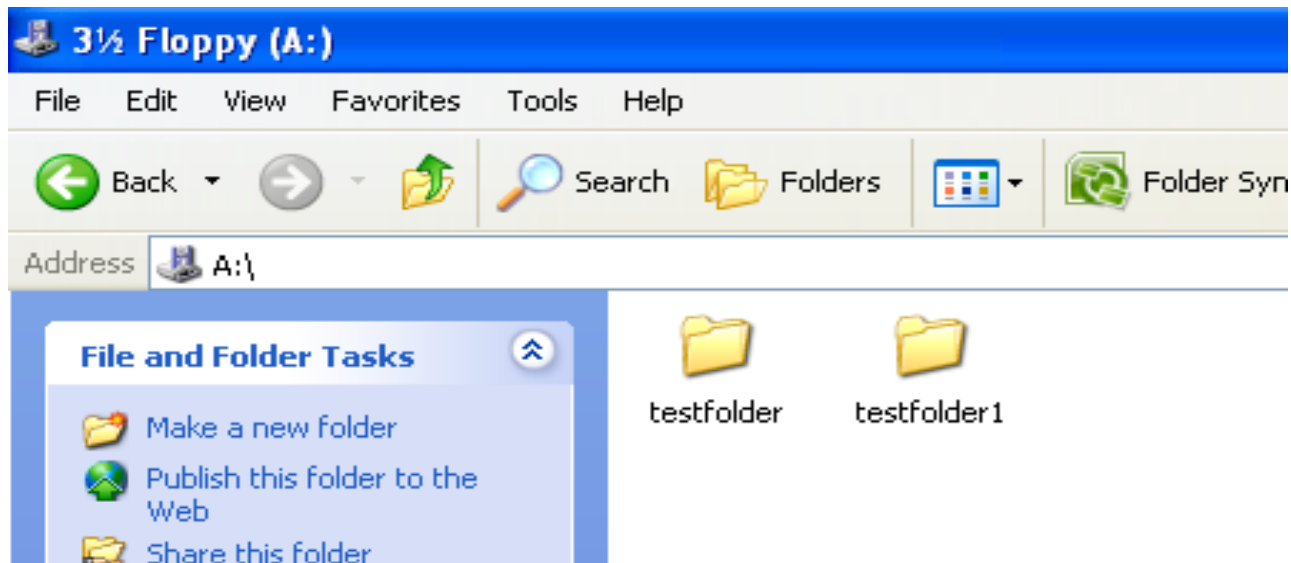 3½ Floppy (A:)
File Edit View Favorites Tools Help
Back Search Folders Folder Syn
Address A:\
File and Folder Tasks
Make a new folder
Publish this folder to the
Web
Share this folder
testfolder testfolder1